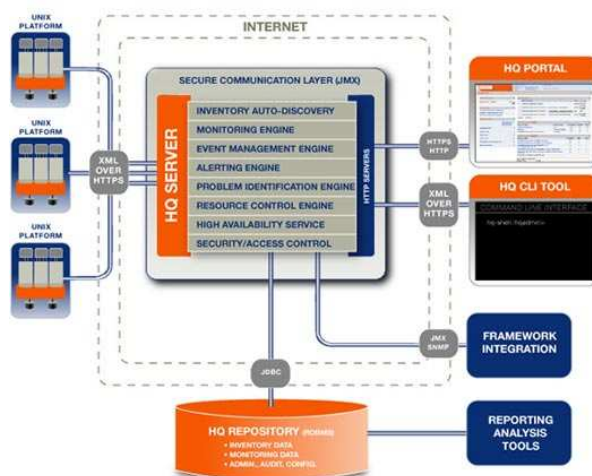 INTERNET
UNIX
PLATFORM
UNIX
PLATFORM
UNIX
PLATFORM
XML
OVER
HTTPS
SECURE COMMUNICATION LAYER (JMX)
HQ SERVER
INVENTORY AUTO-DISCOVERY
MONITORING ENGINE
EVENT MANAGEMENT ENGINE
ALERTING ENGINE
PROBLEM IDENTIFICATION ENGINE
RESOURCE CONTROL ENGINE
HIGH AVAILABILITY SERVICE
SECURITY/ACCESS CONTROL
HTTP SERVERS
HTTPS
HTTP
XML
OVER
HTTPS
JMX
SNMP
JDBC
HQ PORTAL
HQ CLI TOOL
COMMAND LINE INTERFACE
FRAMEWORK
INTEGRATION
HQ REPOSITORY (RDBMS)
• INVENTORY DATA
• MONITORING DATA
• ADMIN., AUDIT, CONFIG.
REPORTING
ANALYSIS
TOOLS